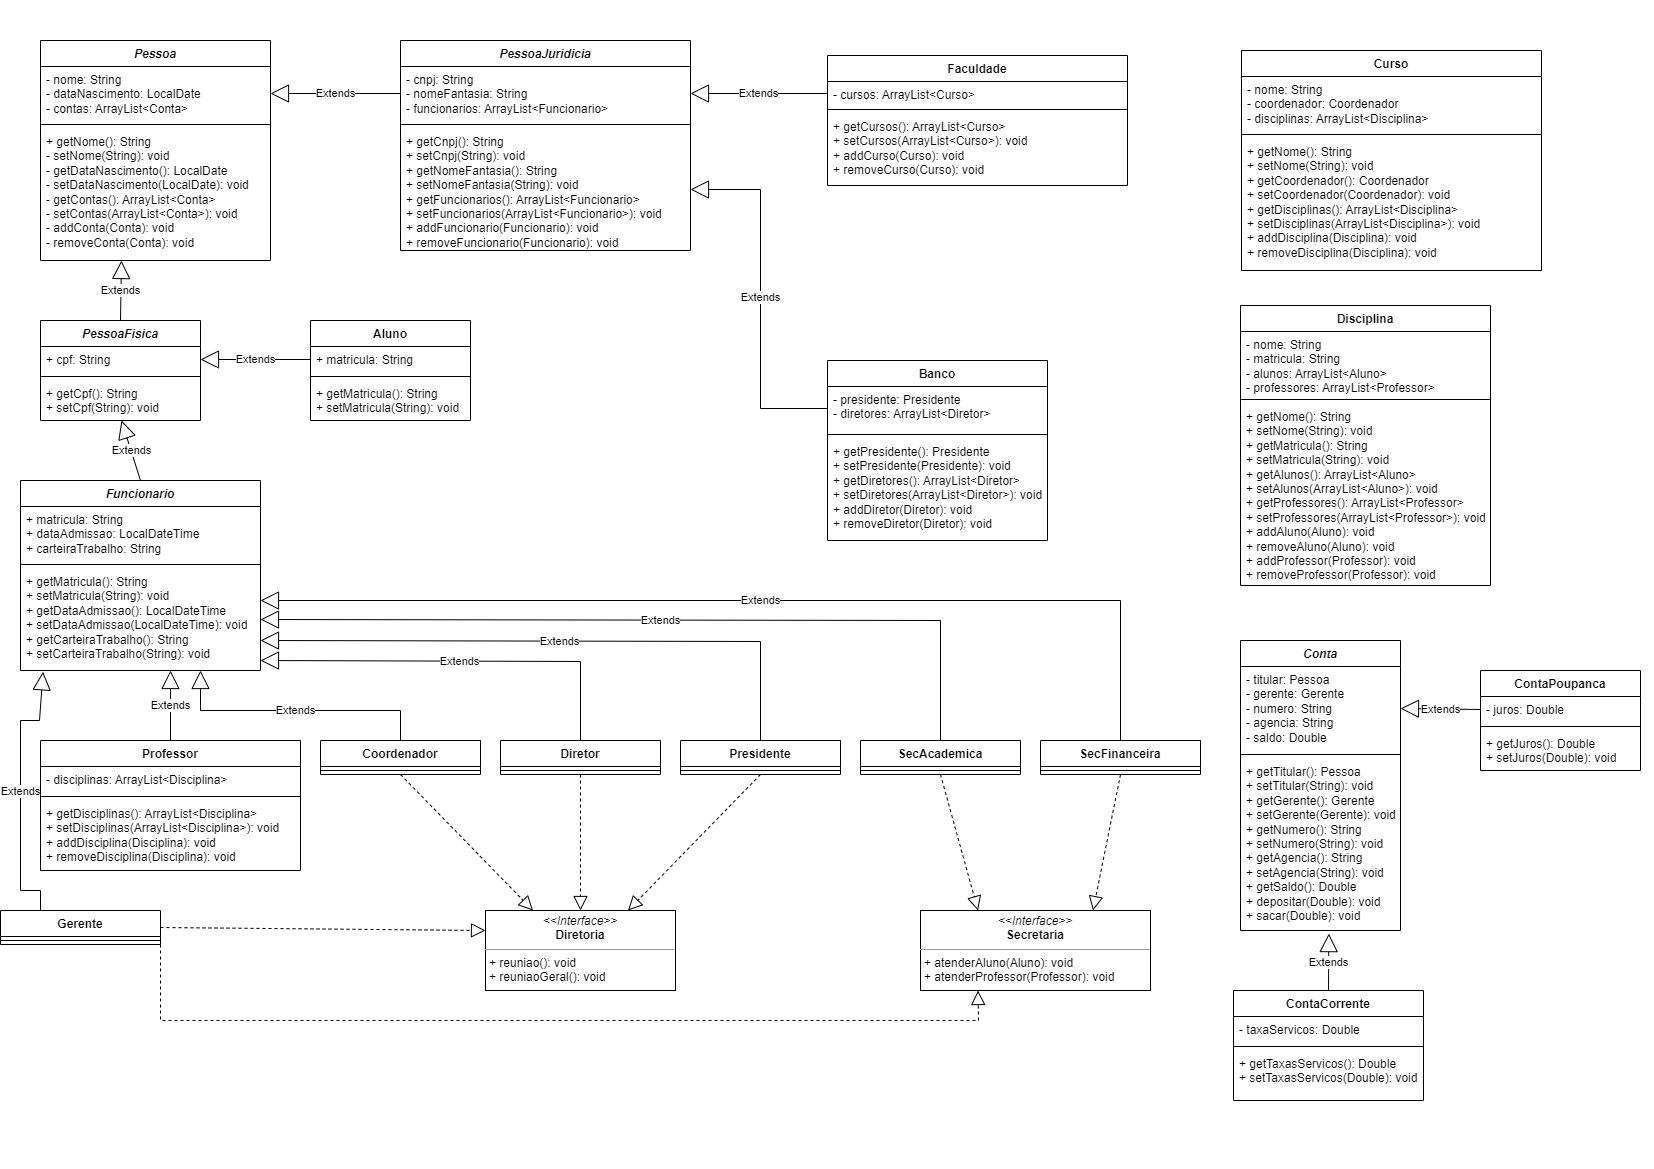 Pessoa
- nome: String
- dataNascimento: LocalDate
- contas: ArrayList<Conta>
+ getNome(): String
- setNome(String): void
- getDataNascimento(): LocalDate
- setDataNascimento(LocalDate): void
- getContas(): ArrayList<Conta>
- setContas(ArrayList<Conta>): void
- addConta(Conta): void
- removeConta(Conta): void
Extends
PessoaJuridicia
- cnpj: String
- nomeFantasia: String
- funcionarios: ArrayList<Funcionario>
+ getCnpj(): String
+ setCnpj(String): void
+ getNomeFantasia(): String
+ setNomeFantasia(String): void
+ getFuncionarios(): ArrayList<Funcionario>
+ setFuncionarios(ArrayList<Funcionario>): void
+ addFuncionario(Funcionario): void
+ removeFuncionario(Funcionario): void
Extends
Faculdade
- cursos: ArrayList<Curso>
+ getCursos(): ArrayList<Curso>
+ setCursos(ArrayList<Curso>): void
+ addCurso(Curso): void
+ removeCurso(Curso): void
Curso
- nome: String
- coordenador: Coordenador
- disciplinas: ArrayList<Disciplina>
+ getNome(): String
+ setNome(String): void
+ getCoordenador(): Coordenador
+ setCoordenador(Coordenador): void
+ getDisciplinas(): ArrayList<Disciplina>
+ setDisciplinas(ArrayList<Disciplina>): void
+ addDisciplina(Disciplina): void
+ removeDisciplina(Disciplina): void
Extends
Extends
PessoaFisica
+ cpf: String
+ getCpf(): String
+ setCpf(String): void
Extends
Aluno
+ matricula: String
+ getMatricula(): String
+ setMatricula(String): void
Banco
- presidente: Presidente
- diretores: ArrayList<Diretor>
+ getPresidente(): Presidente
+ setPresidente(Presidente): void
+ getDiretores(): ArrayList<Diretor>
+ setDiretores(ArrayList<Diretor>): void
+ addDiretor(Diretor): void
+ removeDiretor(Diretor): void
Disciplina
- nome: String
- matricula: String
- alunos: ArrayList<Aluno>
- professores: ArrayList<Professor>
+ getNome(): String
+ setNome(String): void
+ getMatricula(): String
+ setMatricula(String): void
+ getAlunos(): ArrayList<Aluno>
+ setAlunos(ArrayList<Aluno>): void
+ getProfessores(): ArrayList<Professor>
+ setProfessores(ArrayList<Professor>): void
+ addAluno(Aluno): void
+ removeAluno(Aluno): void
+ addProfessor(Professor): void
+ removeProfessor(Professor): void
Extends
Funcionario
+ matricula: String
+ dataAdmissao: LocalDateTime
+ carteiraTrabalho: String
+ getMatricula(): String
+ setMatricula(String): void
+ getDataAdmissao(): LocalDateTime
+ setDataAdmissao(LocalDateTime): void
+ getCarteiraTrabalho(): String
+ setCarteiraTrabalho(String): void
Extends
Extends
Extends
Extends
Extends
Extends
Extends
Professor
- disciplinas: ArrayList<Disciplina>
+ getDisciplinas(): ArrayList<Disciplina>
+ setDisciplinas(ArrayList<Disciplina>): void
+ addDisciplina(Disciplina): void
+ removeDisciplina(Disciplina): void
Coordenador
Diretor
Presidente
SecAcademica
SecFinanceira
Conta
- titular: Pessoa
- gerente: Gerente
- numero: String
- agencia: String
- saldo: Double
+ getTitular(): Pessoa
+ setTitular(String): void
+ getGerente(): Gerente
+ setGerente(Gerente): void
+ getNumero(): String
+ setNumero(String): void
+ getAgencia(): String
+ setAgencia(String): void
+ getSaldo(): Double
+ depositar(Double): void
+ sacar(Double): void
Extends
ContaPoupanca
- juros: Double
+ getJuros(): Double
+ setJuros(Double): void
Gerente
<<Interface>>
Diretoria
+ reuniao(): void
+ reuniaoGeral(): void
<<Interface>>
Secretaria
+ atenderAluno(Aluno): void
+ atenderProfessor(Professor): void
Extends
ContaCorrente
- taxaServicos: Double
+ getTaxasServicos(): Double
+ setTaxasServicos(Double): void